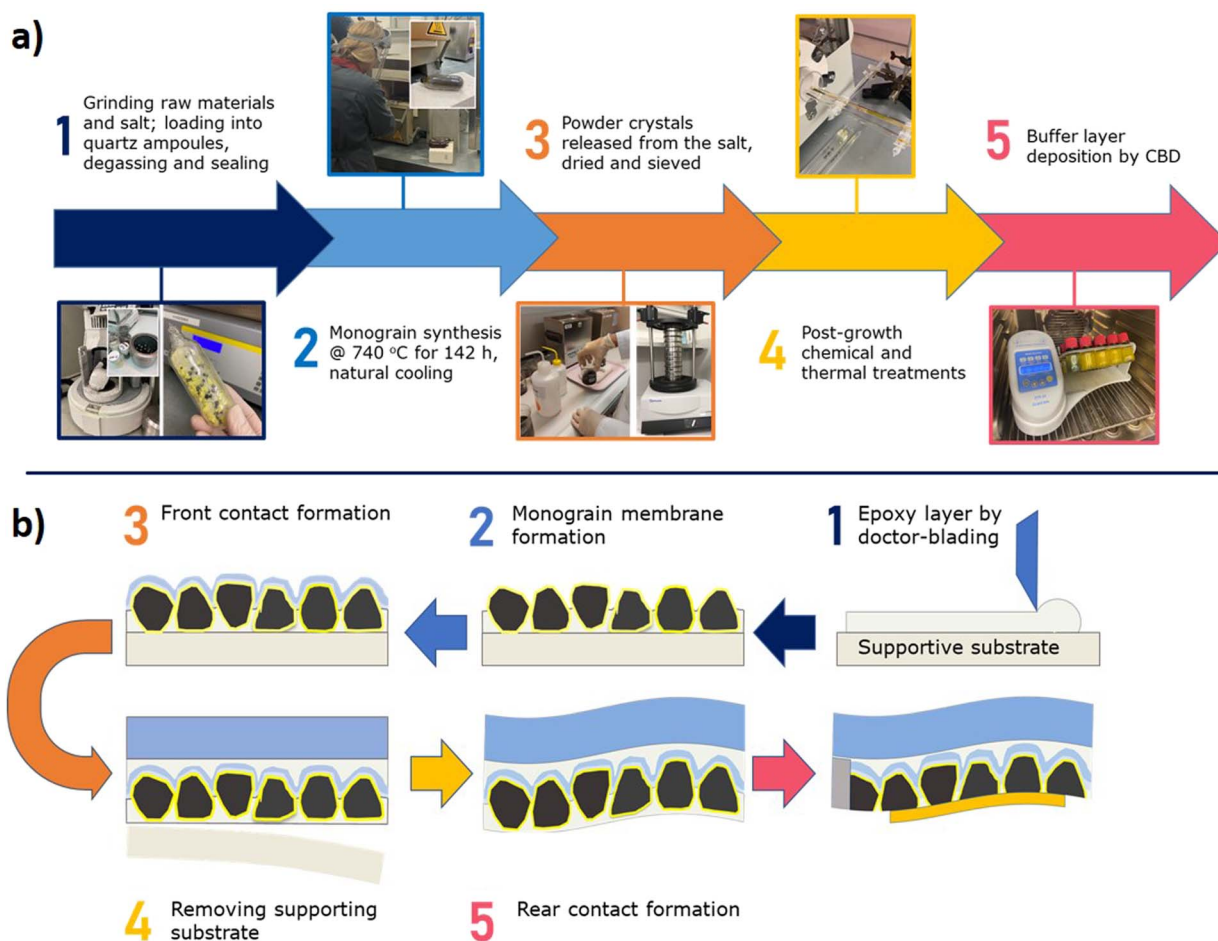 a)
1
Grinding raw materials
and salt; loading into
quartz ampoules,
degassing and sealing
2
Monograin synthesis
@ 740 °C for 142 h,
natural cooling
3
Powder crystals
released from the salt,
dried and sieved
4
Post-growth
chemical and
thermal treatments
5
Buffer layer
deposition by CBD
b)
3
Front contact formation
2
Monograin membrane
formation
1
Epoxy layer by
doctor-blading
Supportive substrate
4
Removing supporting
substrate
5
Rear contact formation